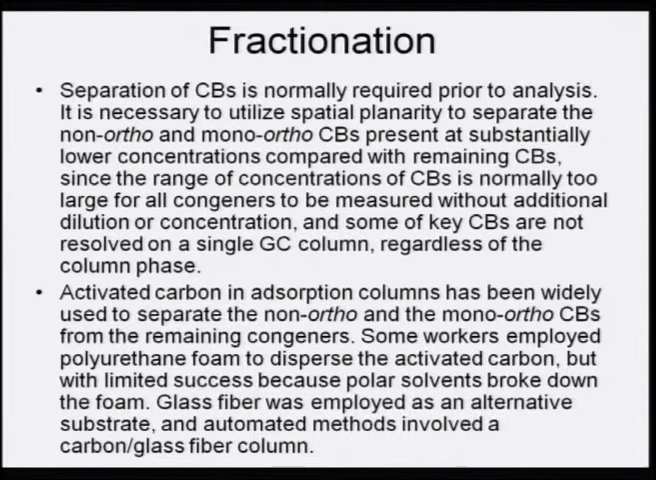 Fractionation
• Separation of CBs is normally required prior to analysis.
It is necessary to utilize spatial planarity to separate the
non-ortho and mono-ortho CBs present at substantially
lower concentrations compared with remaining CBs,
since the range of concentrations of CBs is normally too
large for all congeners to be measured without additional
dilution or concentration, and some of key CBs are not
resolved on a single GC column, regardless of the
column phase.
• Activated carbon in adsorption columns has been widely
used to separate the non-ortho and the mono-ortho CBs
from the remaining congeners. Some workers employed
polyurethane foam to disperse the activated carbon, but
with limited success because polar solvents broke down
the foam. Glass fiber was employed as an alternative
substrate, and automated methods involved a
carbon/glass fiber column.